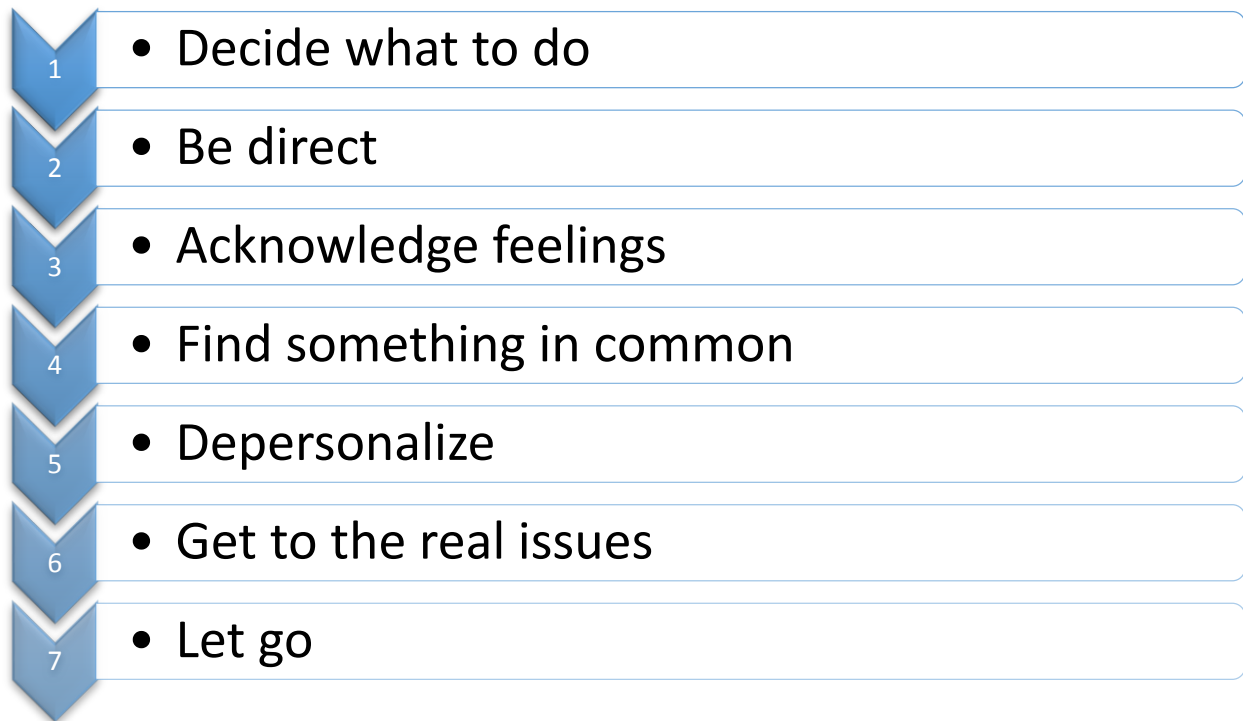 1 • Decide what to do
2 • Be direct
3 • Acknowledge feelings
4 • Find something in common
5 • Depersonalize
6 • Get to the real issues
7 • Let go